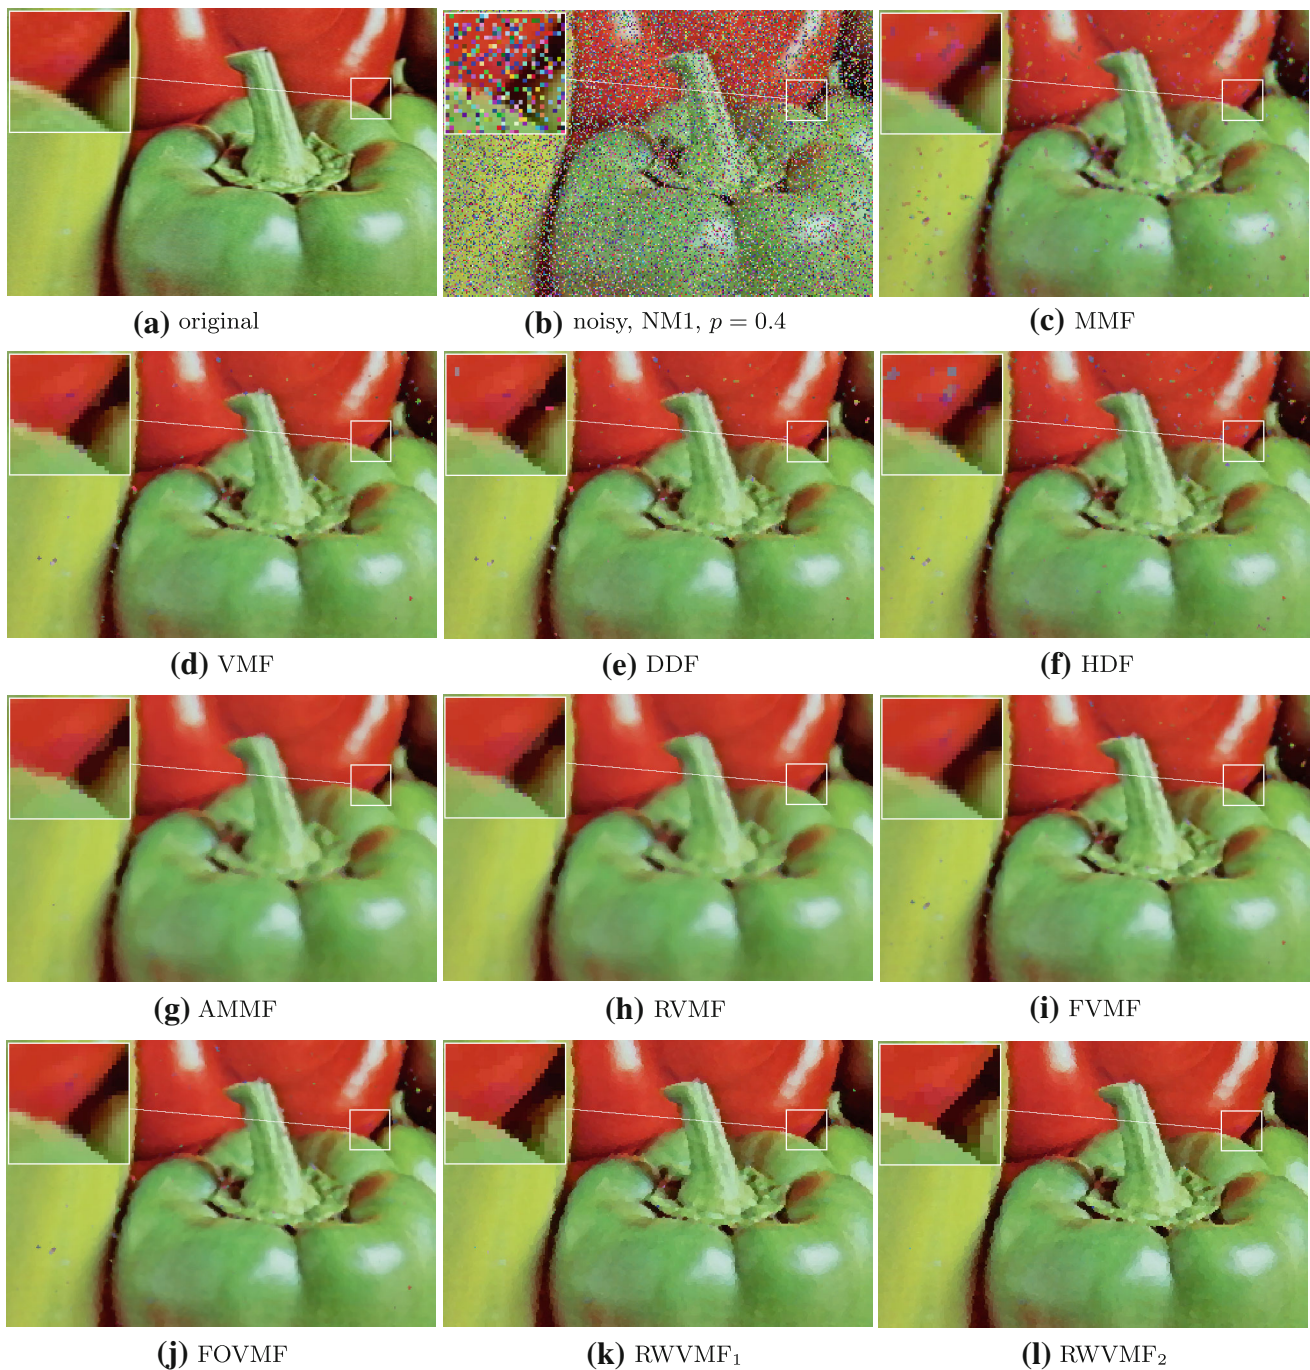 (a) original
(b) noisy, NM1, p = 0.4
(c) MMF
(d) VMF
(e) DDF
(f) HDF
(g) AMMF
(h) RVMF
(i) FVMF
(j) FOVMF
(k) RWVMF₁
(l) RWVMF₂